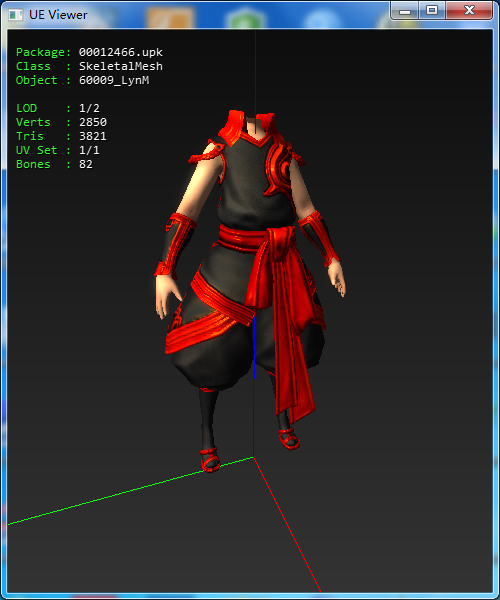 UE Viewer
Package: 00012466.upk
Class : SkeletalMesh
Object : 60009_LynM
LOD : 1/2
Verts : 2850
Tris : 3821
UV Set : 1/1
Bones : 82